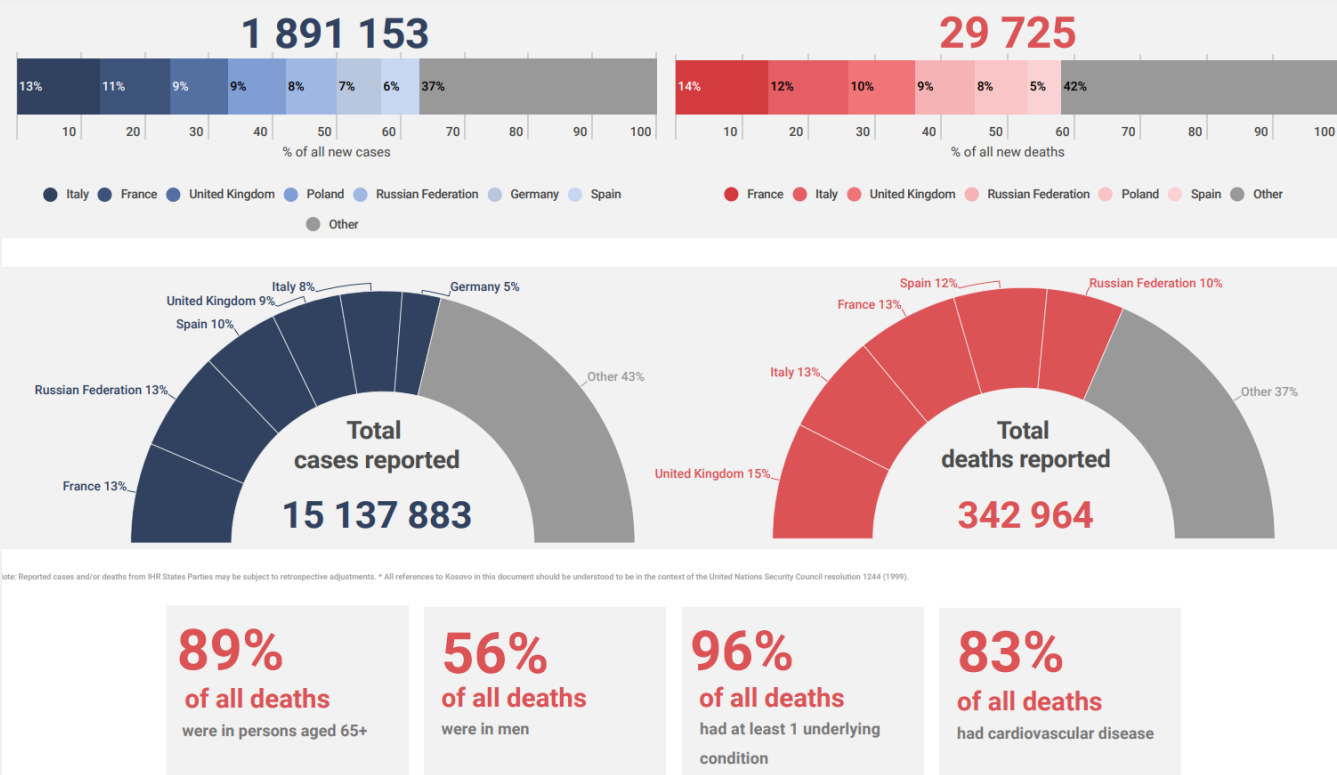 1 891 153
13% 11% 9% 9% 8% 7% 6% 37%
10 20 30 40 50 60 70 80 90 100
% of all new cases
Italy France United Kingdom Poland Russian Federation Germany Spain
Other
29 725
14% 12% 10% 9% 8% 5% 42%
10 20 30 40 50 60 70 80 90 100
% of all new deaths
France Italy United Kingdom Russian Federation Poland Spain Other
Italy 8%
Germany 5%
United Kingdom 9%
Spain 10%
Russian Federation 13%
Other 43%
France 13%
Total
cases reported
15 137 883
Spain 12%
Russian Federation 10%
France 13%
Italy 13%
Other 37%
United Kingdom 15%
Total
deaths reported
342 964
ote: Reported cases and/or deaths from IHR States Parties may be subject to retrospective adjustments. * All references to Kosovo in this document should be understood to be in the context of the United Nations Security Council resolution 1244 (1999).
89%
of all deaths
were in persons aged 65+
56%
of all deaths
were in men
96%
of all deaths
had at least 1 underlying
condition
83%
of all deaths
had cardiovascular disease